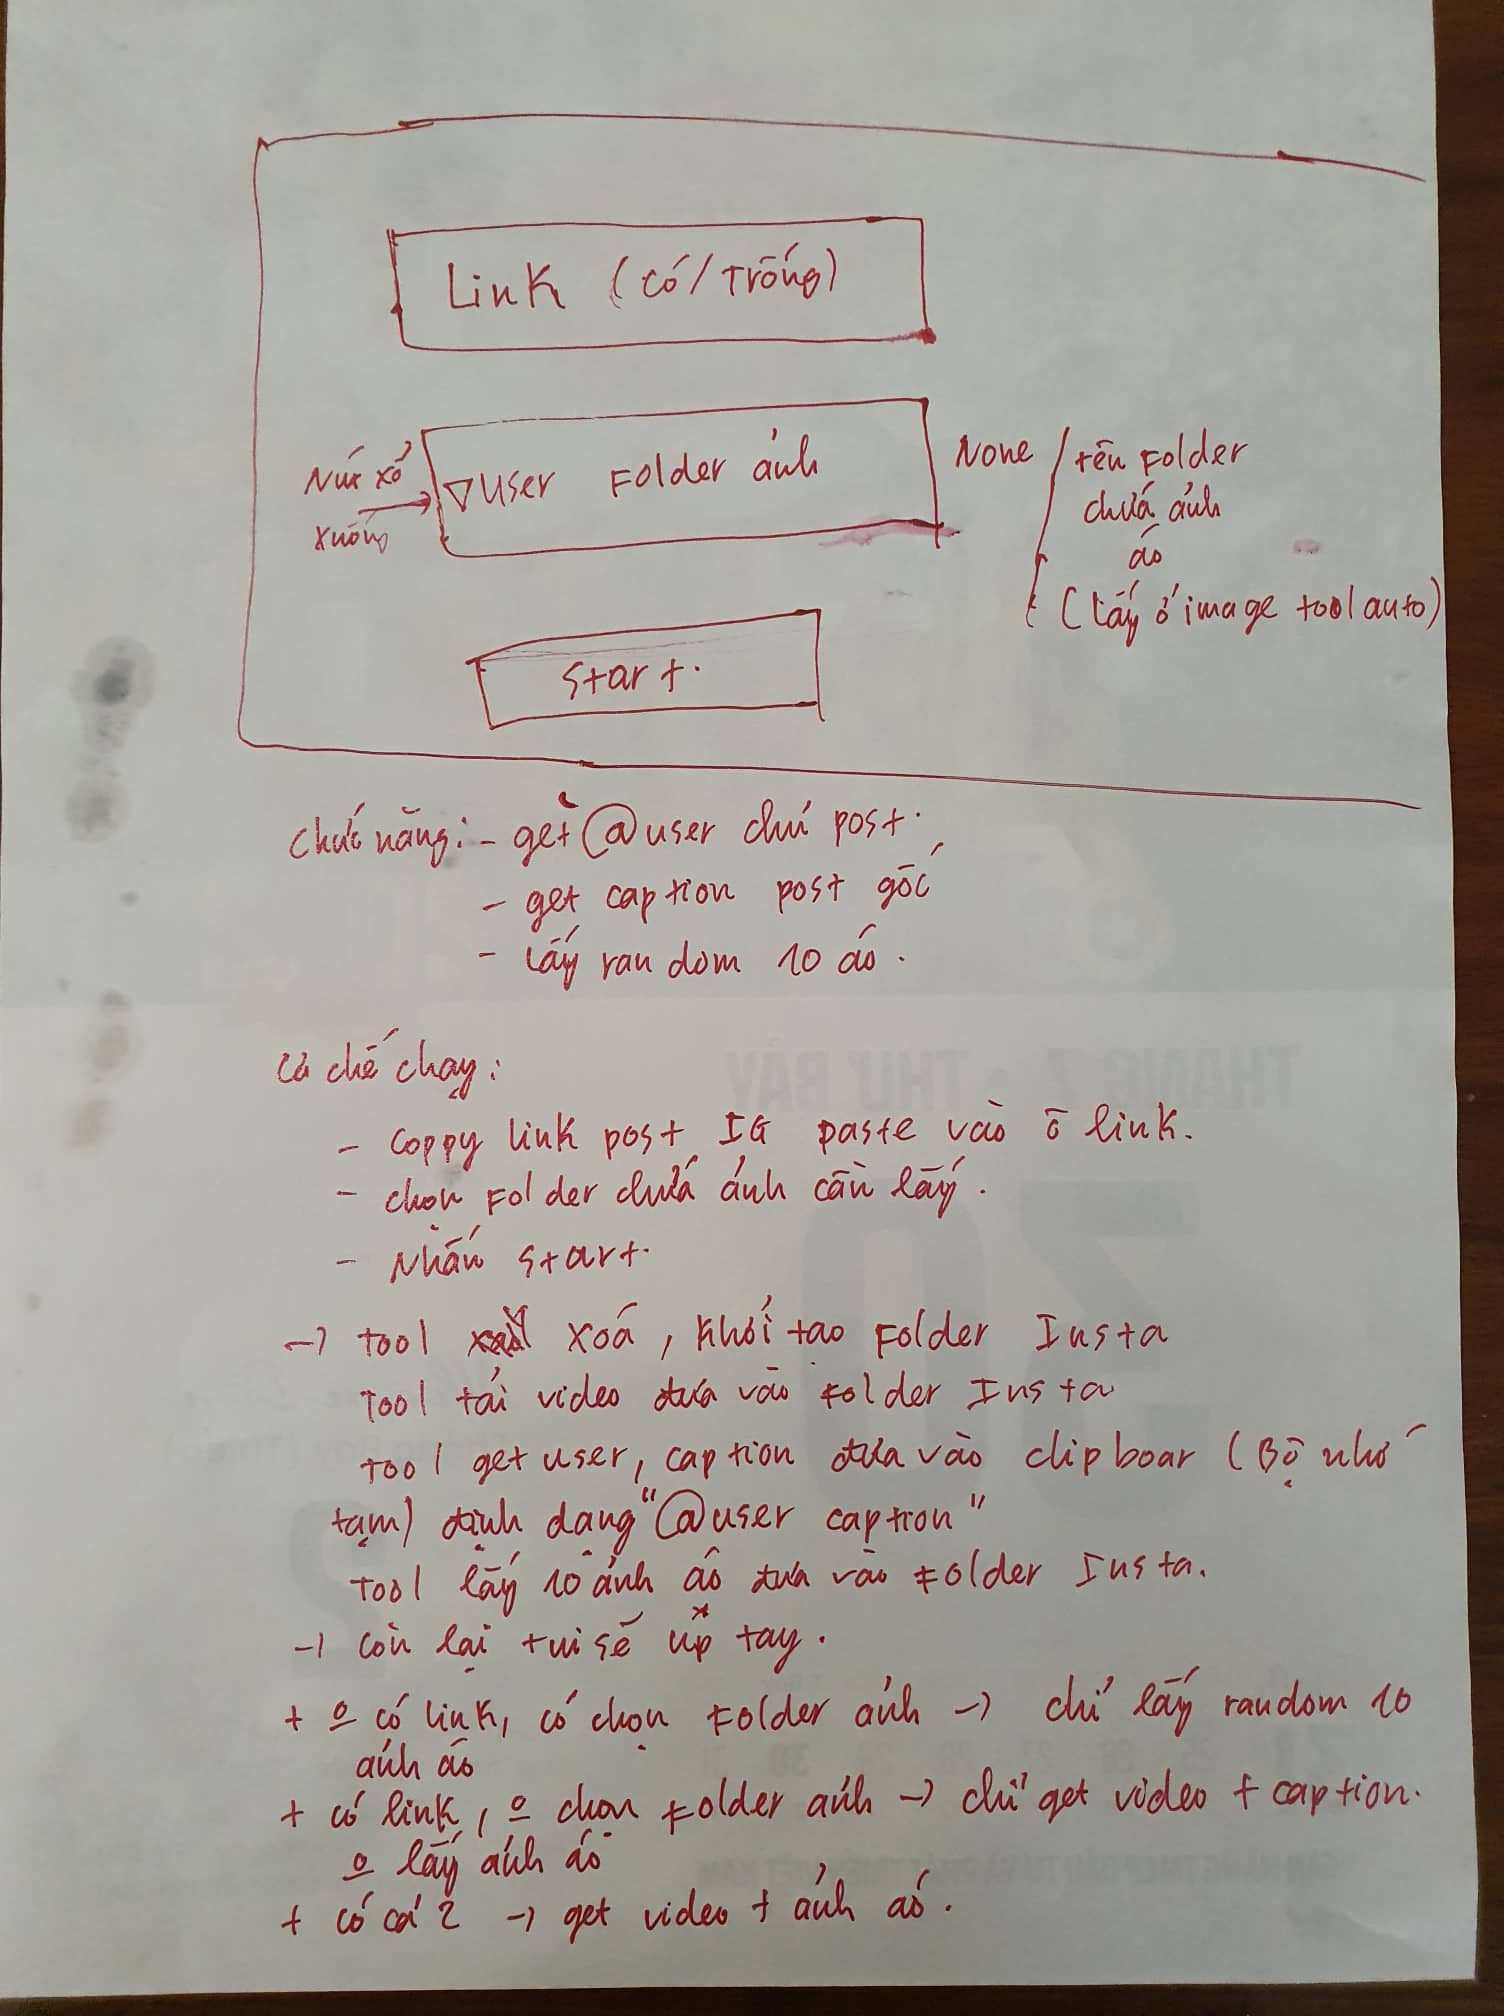 Link (có/Trống)
Nút xổ
xuống
▽User Folder ảnh
None / tên Folder
chứa ảnh
áo
(lấy ở image tool auto)
Start.
Chức năng: - get @user chủ post.
- get caption post gốc
- lấy random 10 áo.
Cơ chế chạy:
- Coppy link post IG paste vào ô link.
- chọn Folder chứa ảnh cần lấy.
- Nhấn start.
→ tool xoá, khởi tạo Folder Insta
Tool tải video đưa vào Folder Insta
tool get user, caption đưa vào clipboar (Bộ nhớ
tạm) định dạng "@user caption"
Tool lấy 10 ảnh áo đưa vào Folder Insta.
→ còn lại tui sẽ up tay.
+ o có link, có chọn Folder ảnh → chỉ lấy random 10
ảnh áo
+ có link, o chọn Folder ảnh → chỉ get video + caption.
o lấy ảnh áo
+ có cả 2 → get video + ảnh áo.
THÁNG 7 - THỨ BẢY
30
2